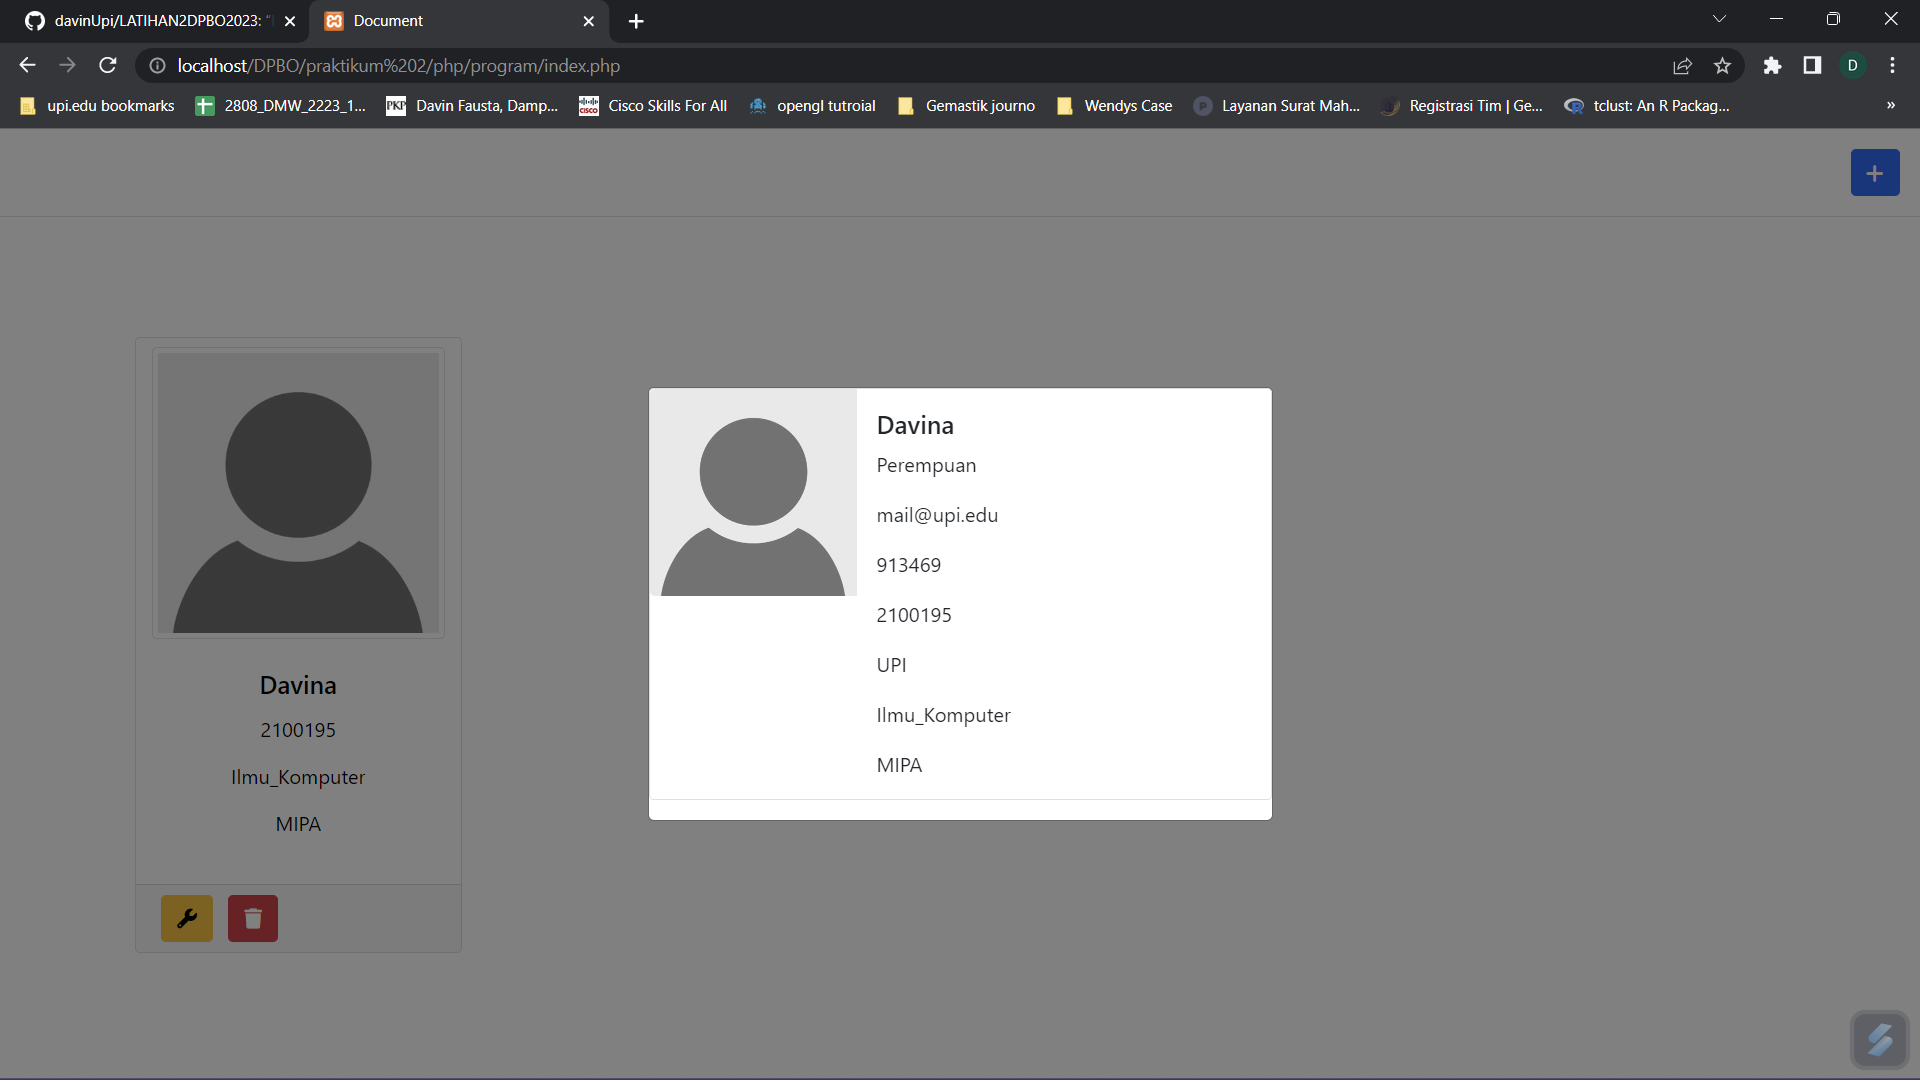 davinUpi/LATIHAN2DPBO2023: "
Document
localhost/DPBO/praktikum%202/php/program/index.php
D
upi.edu bookmarks
2808_DMW_2223_1...
PKP
Davin Fausta, Damp...
CISCO
Cisco Skills For All
opengl tutroial
Gemastik journo
Wendys Case
P
Layanan Surat Mah...
Registrasi Tim | Ge...
R
tclust: An R Packag...
»
+
Davina
2100195
Ilmu_Komputer
MIPA
Davina
Perempuan
mail@upi.edu
913469
2100195
UPI
Ilmu_Komputer
MIPA